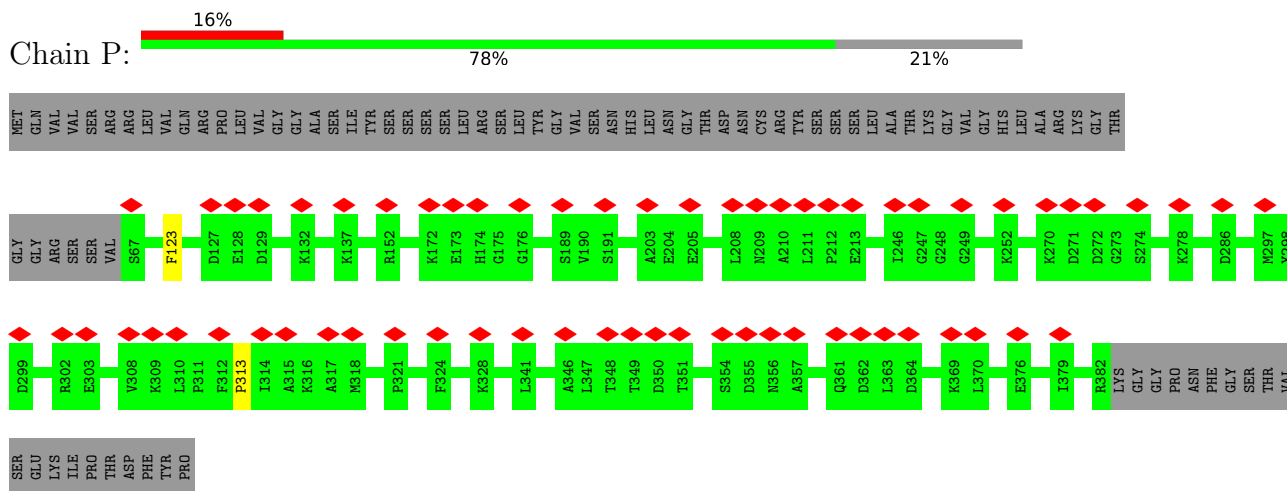 16%
Chain P:
78% 21%
MET GLN VAL VAL SER ARG ARG LEU VAL GLN ARG PRO LEU VAL GLY GLY ALA SER ILE TYR SER SER SER SER LEU ARG SER LEU TYR GLY VAL SER ASN HIS LEU ASN GLY THR ASP ASN CYS ARG TYR SER SER SER LEU ALA THR LYS GLY VAL GLY HIS LEU ALA ARG LYS GLY THR
GLY GLY ARG SER SER VAL S67 F123 D127 E128 D129 K132 K137 R152 K172 E173 H174 G175 G176 S189 V190 S191 A203 E204 E205 L208 N209 A210 L211 P212 E213 I246 G247 G248 G249 K252 K270 D271 D272 G273 S274 K278 D286 M297
D299 R302 E303 V308 K309 L310 P311 F312 P313 I314 A315 K316 A317 M318 P321 F324 K328 L341 A346 L347 T348 T349 D350 T351 S354 D355 N356 A357 Q361 D362 L363 D364 K369 L370 E376 I379 R382 LYS GLY GLY PRO ASN PHE GLY SER THR VAL
SER GLU LYS ILE PRO THR ASP PHE TYR PRO